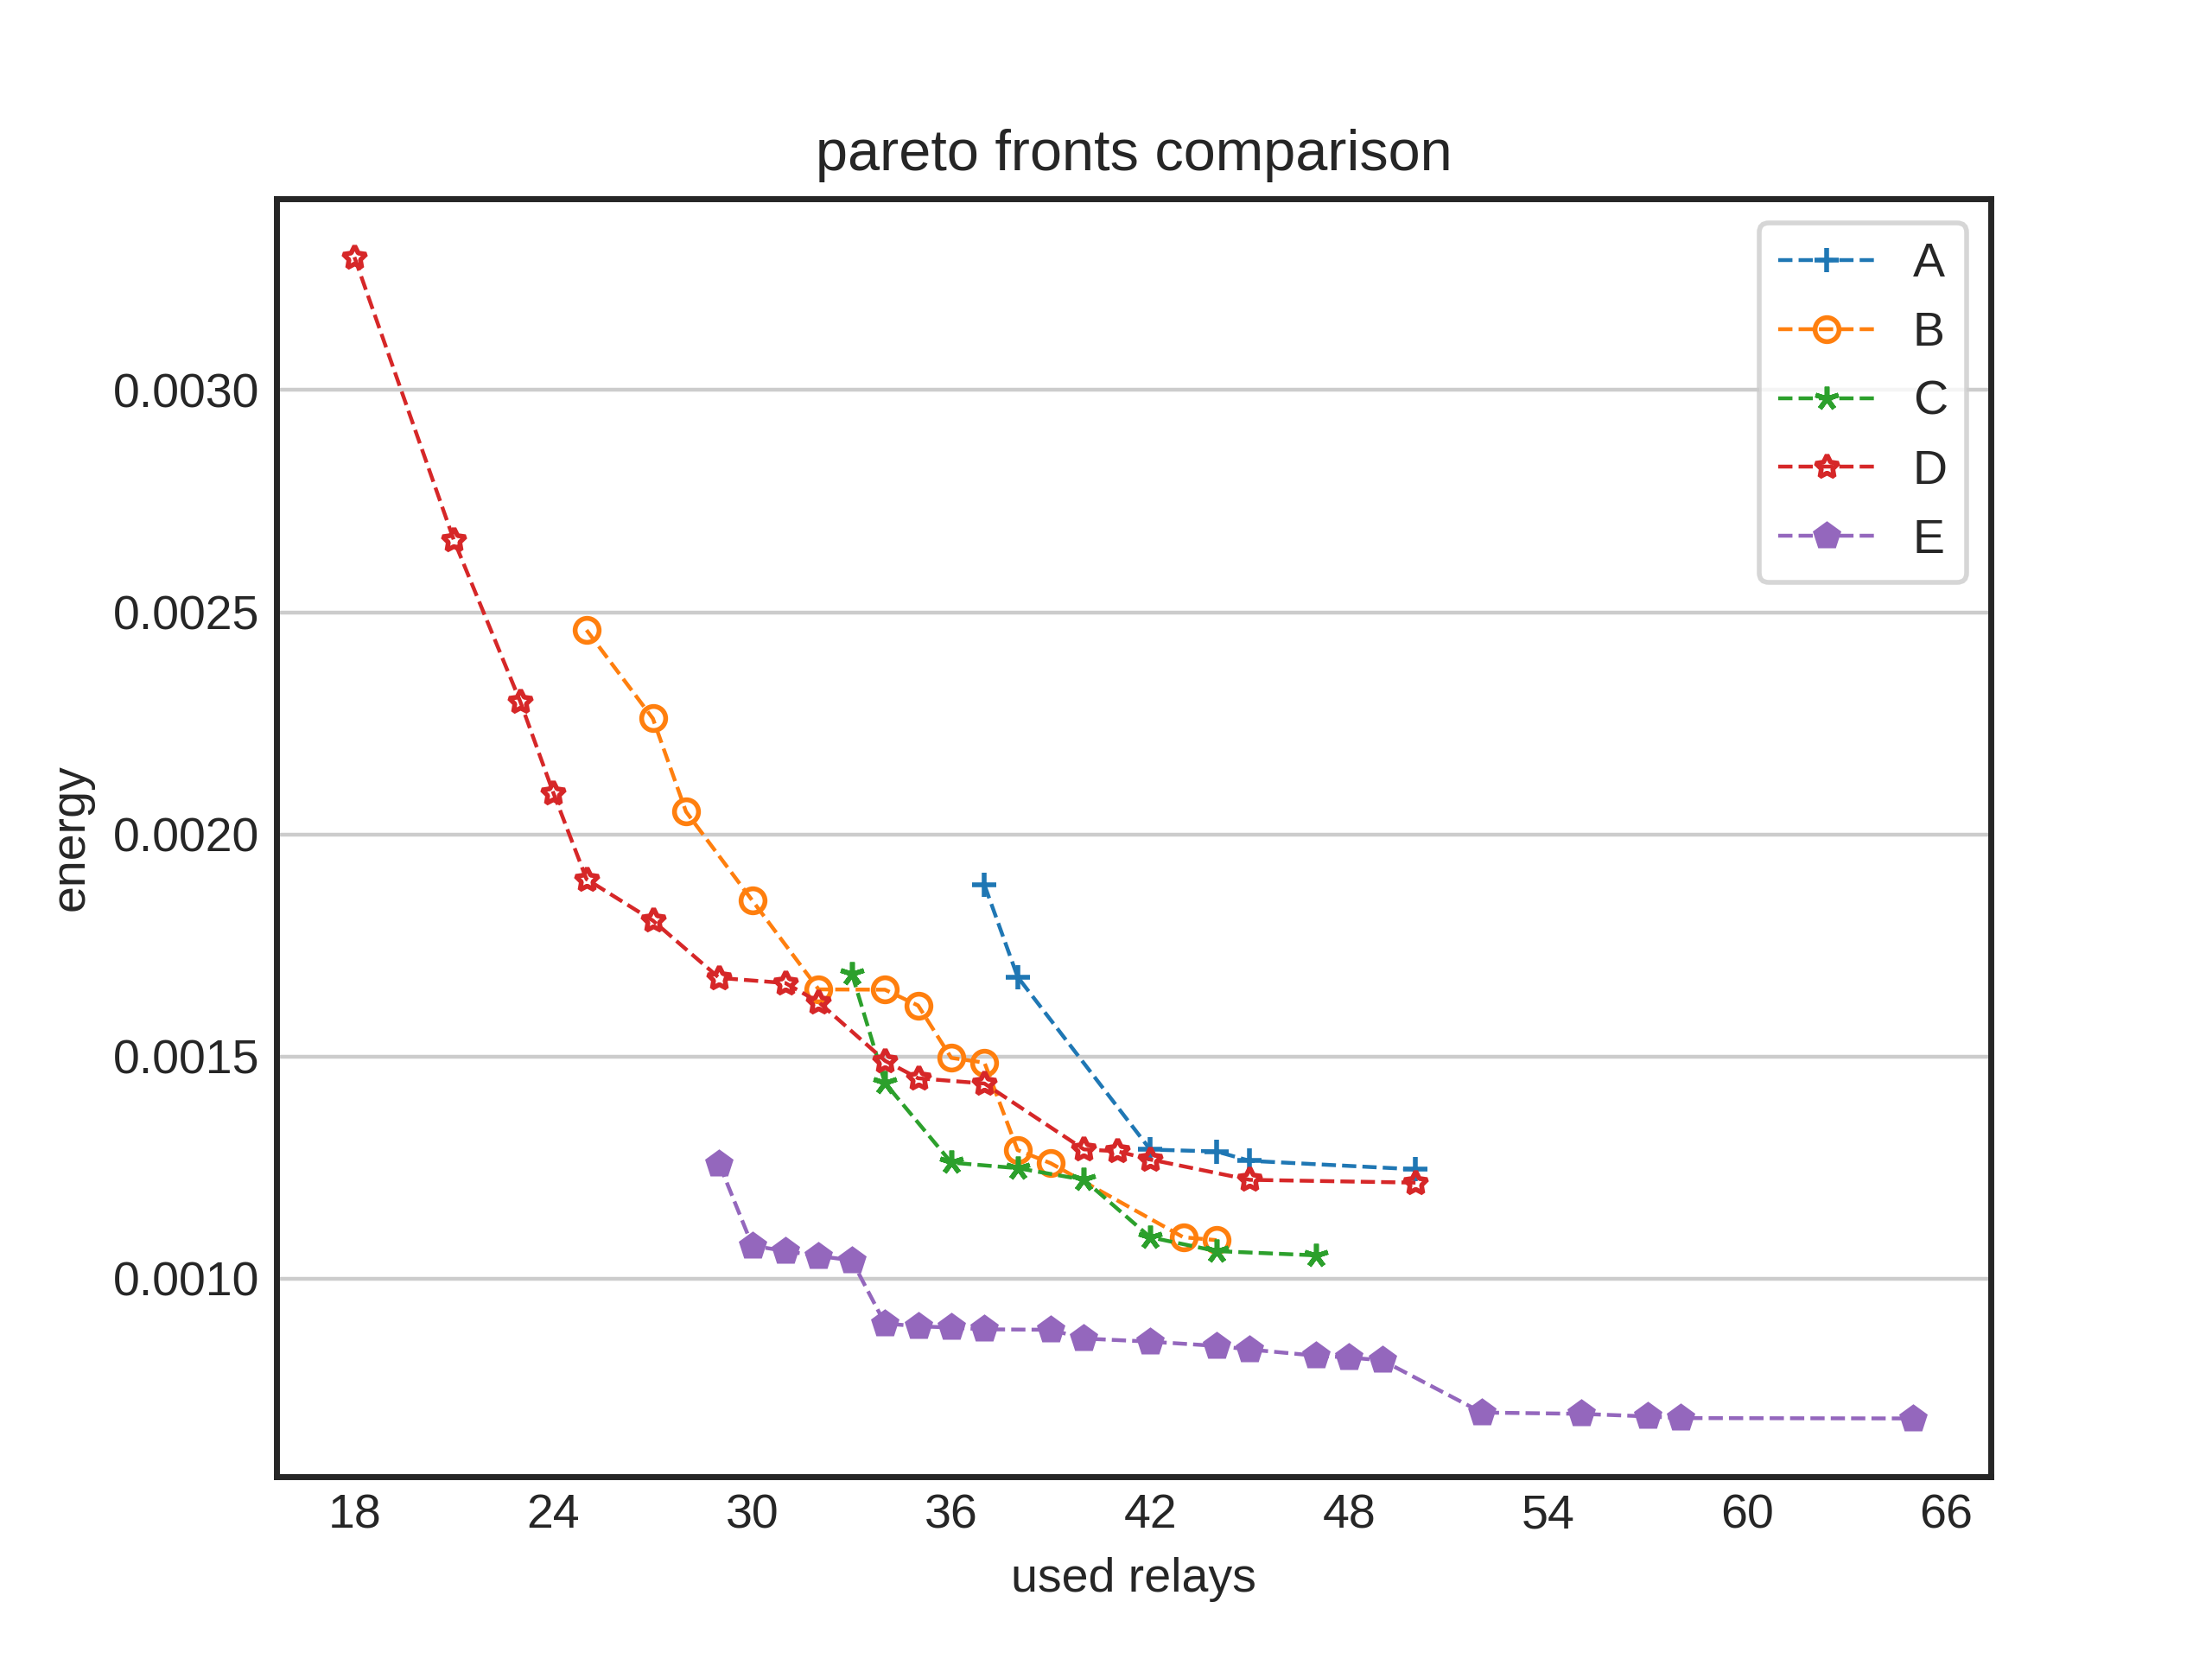 pareto fronts comparison
A
B
C
D
E
0.0030
0.0025
0.0020
0.0015
0.0010
energy
18 24 30 36 42 48 54 60 66
used relays